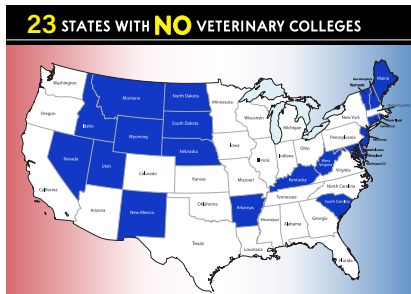 23 STATES WITH NO VETERINARY COLLEGES
Washington
Montana
North Dakota
Minnesota
Maine
Oregon
Idaho
Wyoming
South Dakota
Wisconsin
Michigan
New York
Nevada
Utah
Colorado
Nebraska
Iowa
Illinois
Indiana
Ohio
Pennsylvania
West Virginia
Virginia
California
Arizona
New Mexico
Kansas
Missouri
Kentucky
North Carolina
Oklahoma
Arkansas
Tennessee
South Carolina
Texas
Louisiana
Mississippi
Alabama
Georgia
Florida